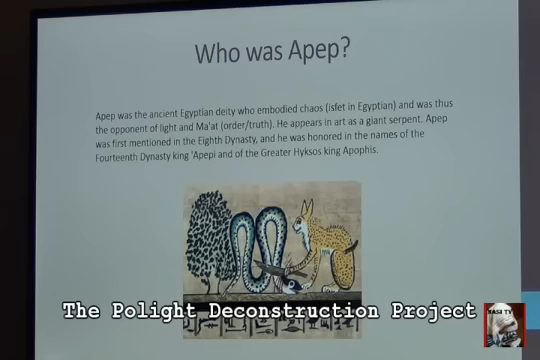 Who was Apep?
Apep was the ancient Egyptian deity who embodied chaos (isfet in Egyptian) and was thus
the opponent of light and Ma'at (order/truth). He appears in art as a giant serpent. Apep
was first mentioned in the Eighth Dynasty, and he was honored in the names of the
Fourteenth Dynasty king 'Apepi and of the Greater Hyksos king Apophis.
The Polight Deconstruction Project
RASI TV